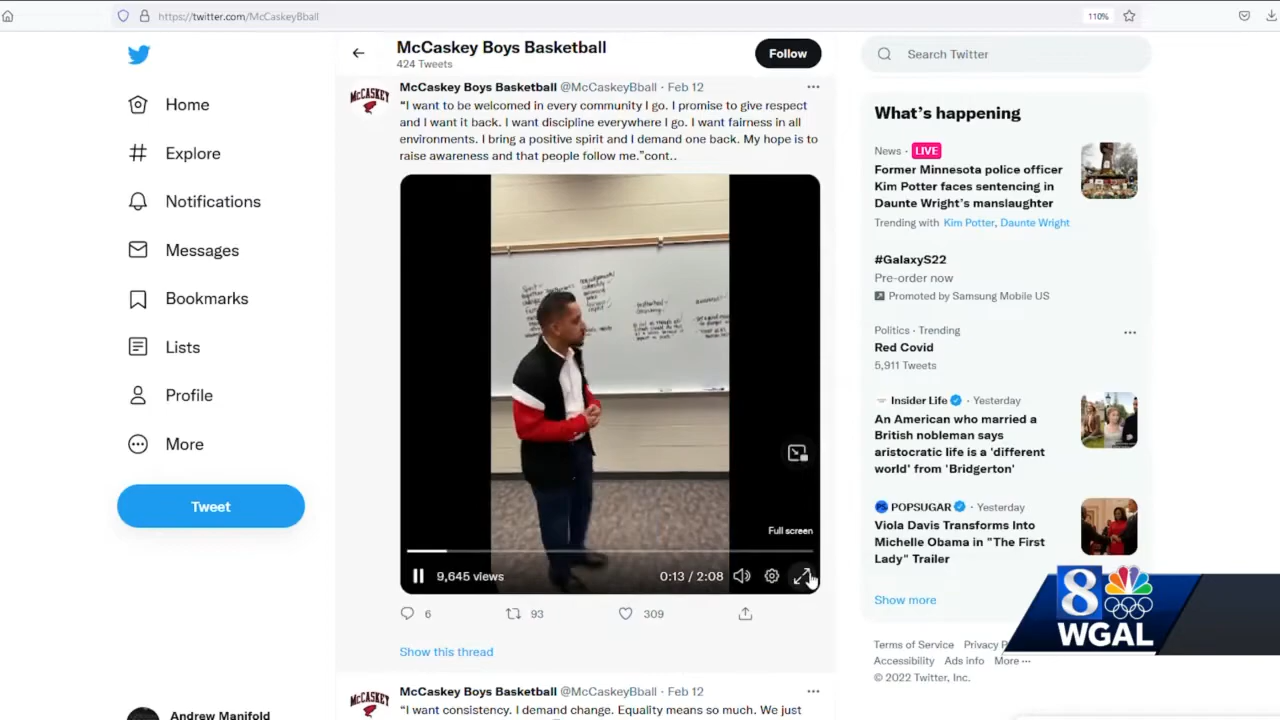 https://twitter.com/McCaskeyBball
110%
Home
Explore
Notifications
Messages
Bookmarks
Lists
Profile
More
Tweet
Andrew Manifold
McCaskey Boys Basketball
424 Tweets
Follow
McCASKEY
McCaskey Boys Basketball @McCaskeyBball · Feb 12
“I want to be welcomed in every community I go. I promise to give respect
and I want it back. I want discipline everywhere I go. I want fairness in all
environments. I bring a positive spirit and I demand one back. My hope is to
raise awareness and that people follow me.”cont..
Full screen
9,645 views
0:13 / 2:08
6
93
309
Show this thread
McCASKEY
McCaskey Boys Basketball @McCaskeyBball · Feb 12
“I want consistency. I demand change. Equality means so much. We just
Search Twitter
What’s happening
News · LIVE
Former Minnesota police officer
Kim Potter faces sentencing in
Daunte Wright’s manslaughter
Trending with Kim Potter, Daunte Wright
#GalaxyS22
Pre-order now
Promoted by Samsung Mobile US
Politics · Trending
Red Covid
5,911 Tweets
Insider Life · Yesterday
An American who married a
British nobleman says
aristocratic life is a 'different
world' from 'Bridgerton'
POPSUGAR · Yesterday
Viola Davis Transforms Into
Michelle Obama in "The First
Lady" Trailer
Show more
Terms of Service Privacy
Accessibility Ads info More ···
© 2022 Twitter, Inc.
8
WGAL